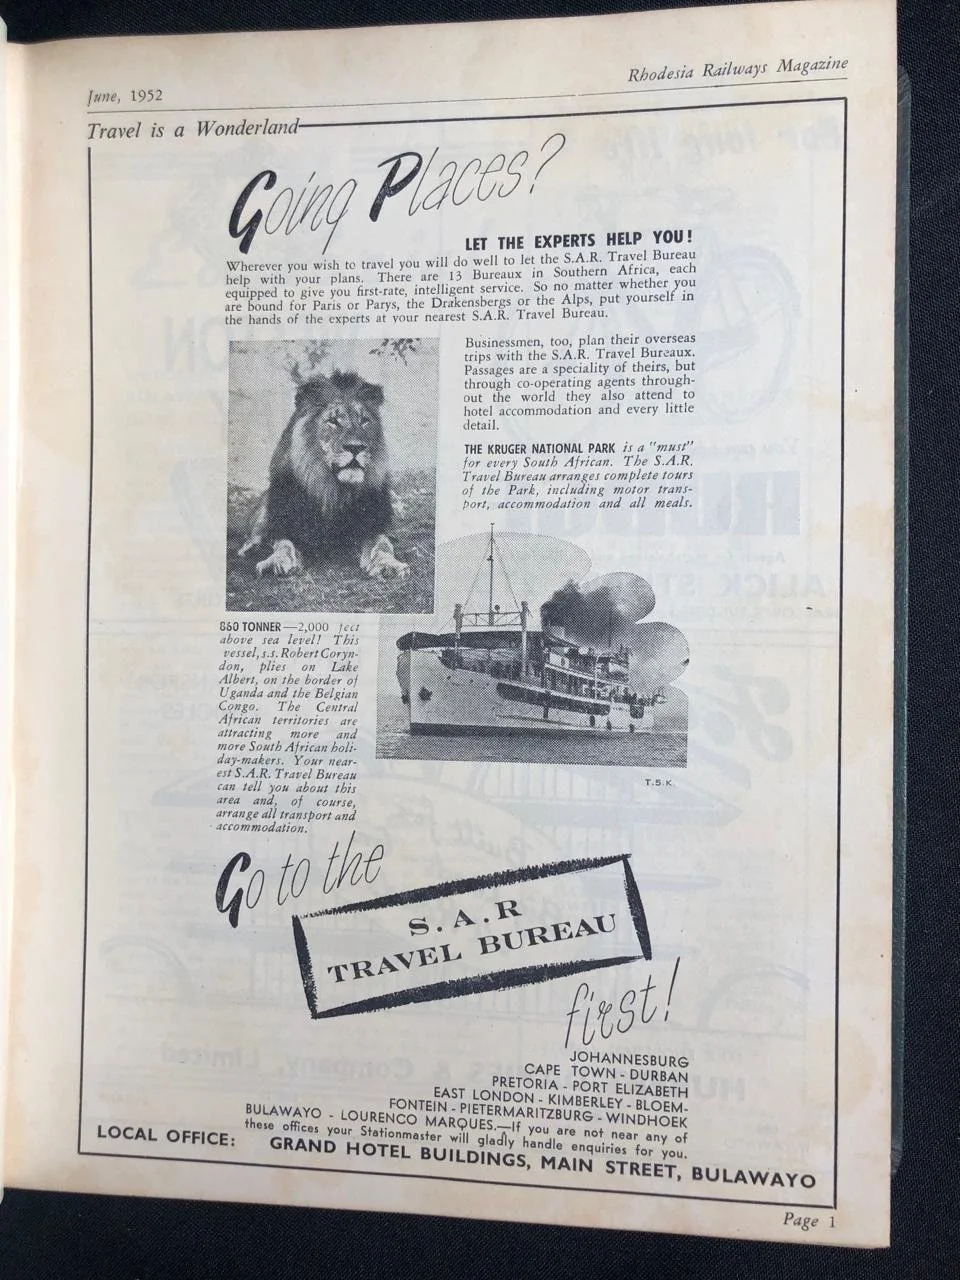 June, 1952
Rhodesia Railways Magazine
Travel is a Wonderland
Going Places?
LET THE EXPERTS HELP YOU!
Wherever you wish to travel you will do well to let the S.A.R. Travel Bureau
help with your plans. There are 13 Bureaux in Southern Africa, each
equipped to give you first-rate, intelligent service. So no matter whether you
are bound for Paris or Parys, the Drakensbergs or the Alps, put yourself in
the hands of the experts at your nearest S.A.R. Travel Bureau.
Businessmen, too, plan their overseas
trips with the S.A.R. Travel Bureaux.
Passages are a speciality of theirs, but
through co-operating agents through-
out the world they also attend to
hotel accommodation and every little
detail.
THE KRUGER NATIONAL PARK is a "must"
for every South African. The S.A.R.
Travel Bureau arranges complete tours
of the Park, including motor trans-
port, accommodation and all meals.
860 TONNER—2,000 feet
above sea level! This
vessel, s.s. Robert Coryn-
don, plies on Lake
Albert, on the border of
Uganda and the Belgian
Congo. The Central
African territories are
attracting more and
more South African holi-
day-makers. Your near-
est S.A.R. Travel Bureau
can tell you about this
area and, of course,
arrange all transport and
accommodation.
T.S.K.
Go to the
S.A.R
TRAVEL BUREAU
first!
JOHANNESBURG
CAPE TOWN - DURBAN
PRETORIA - PORT ELIZABETH
EAST LONDON - KIMBERLEY - BLOEM-
FONTEIN - PIETERMARITZBURG - WINDHOEK
BULAWAYO - LOURENCO MARQUES.—If you are not near any of
these offices your Stationmaster will gladly handle enquiries for you.
LOCAL OFFICE: GRAND HOTEL BUILDINGS, MAIN STREET, BULAWAYO
Page 1